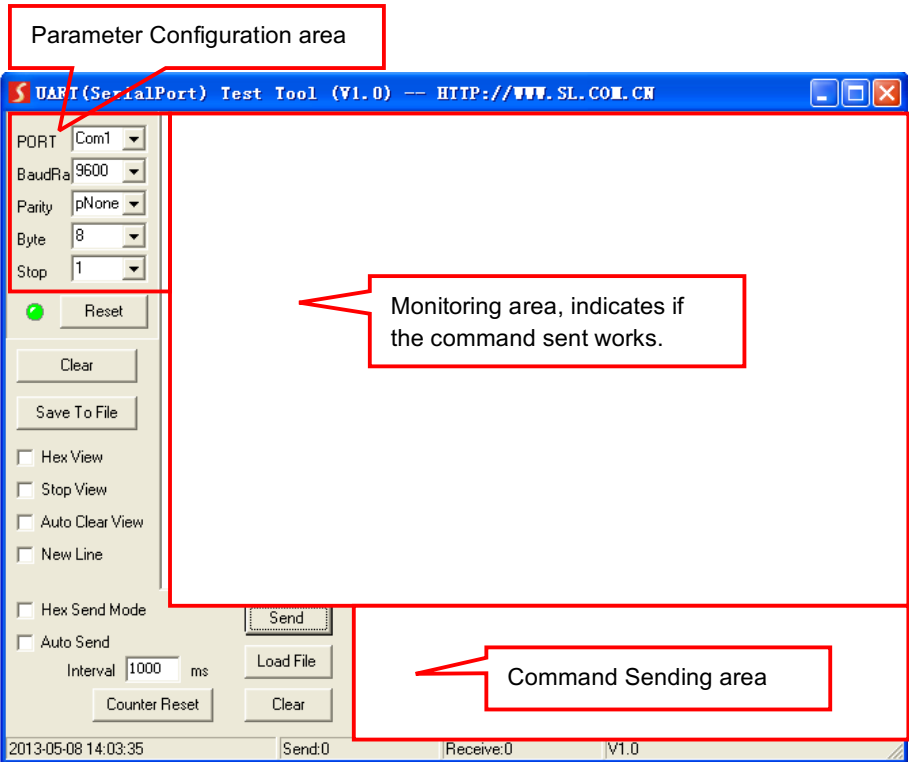 Parameter Configuration area
UART(SerialPort) Test Tool (V1.0) -- HTTP://WWW.SL.COM.CN
PORT Com1
BaudRa 9600
Parity pNone
Byte 8
Stop 1
Reset
Monitoring area, indicates if
the command sent works.
Clear
Save To File
Hex View
Stop View
Auto Clear View
New Line
Hex Send Mode
Send
Auto Send
Interval 1000 ms
Load File
Command Sending area
Counter Reset
Clear
2013-05-08 14:03:35 Send:0 Receive:0 V1.0